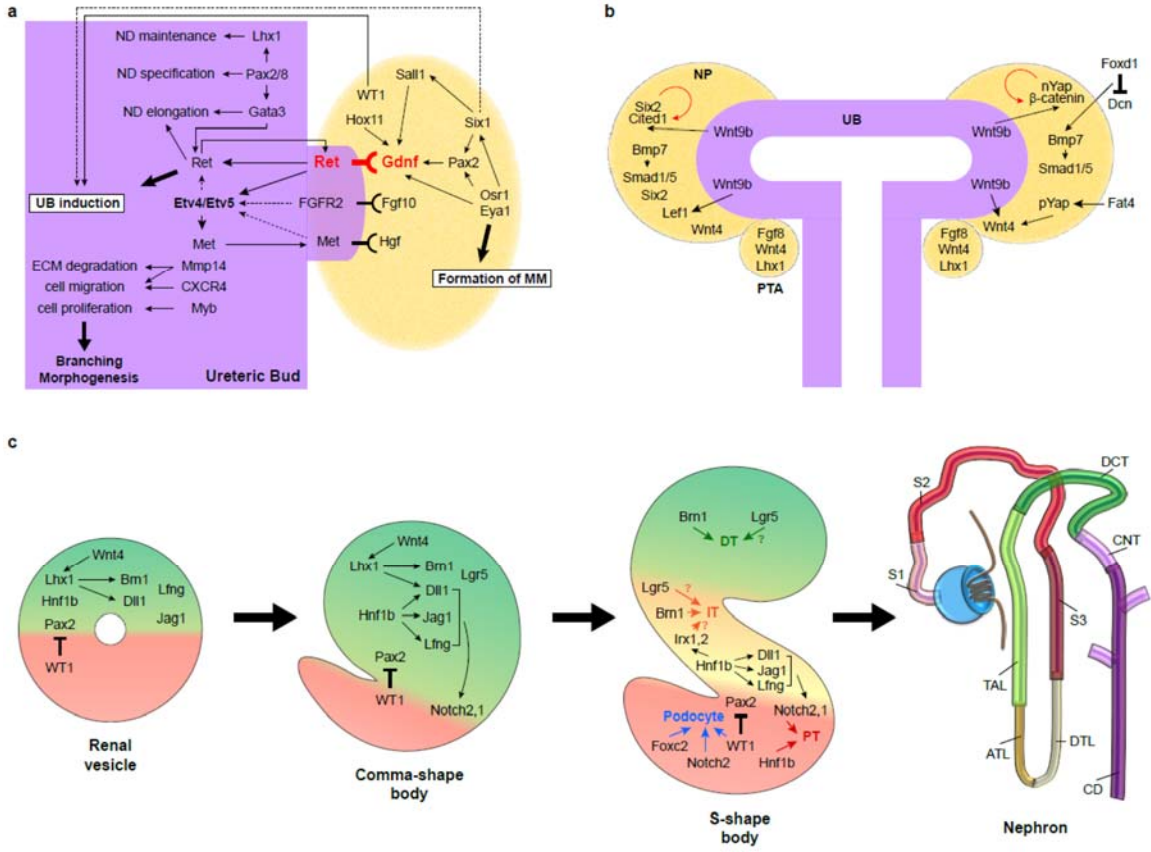 a
ND maintenance
Lhx1
ND specification
Pax2/8
ND elongation
Gata3
Ret
UB induction
Etv4/Etv5
Met
ECM degradation
Mmp14
cell migration
CXCR4
cell proliferation
Myb
Branching
Morphogenesis
Ureteric Bud
Ret
FGFR2
Met
WT1
Hox11
Sall1
Six1
Gdnf
Pax2
Osr1
Eya1
Fgf10
Hgf
Formation of MM
b
NP
Six2
Cited1
Wnt9b
Bmp7
Smad1/5
Six2
Wnt9b
Lef1
Wnt4
Fgf8
Wnt4
Lhx1
PTA
UB
Wnt9b
nYap
β-catenin
Foxd1
Dcn
Bmp7
Smad1/5
Wnt9b
pYap
Fat4
Wnt4
Fgf8
Wnt4
Lhx1
c
Wnt4
Lhx1
Brn1
Lfng
Hnf1b
Dll1
Jag1
Pax2
WT1
Renal
vesicle
Wnt4
Lhx1
Brn1
Lgr5
Dll1
Hnf1b
Jag1
Lfng
Pax2
WT1
Notch2,1
Comma-shape
body
Brn1
Lgr5
DT
?
Lgr5
?
Brn1
IT
?
Irx1,2
Hnf1b
Dll1
Jag1
Lfng
Pax2
Notch2,1
Podocyte
PT
Foxc2
WT1
Notch2
Hnf1b
S-shape
body
S2
S1
DCT
CNT
S3
TAL
ATL
DTL
CD
Nephron